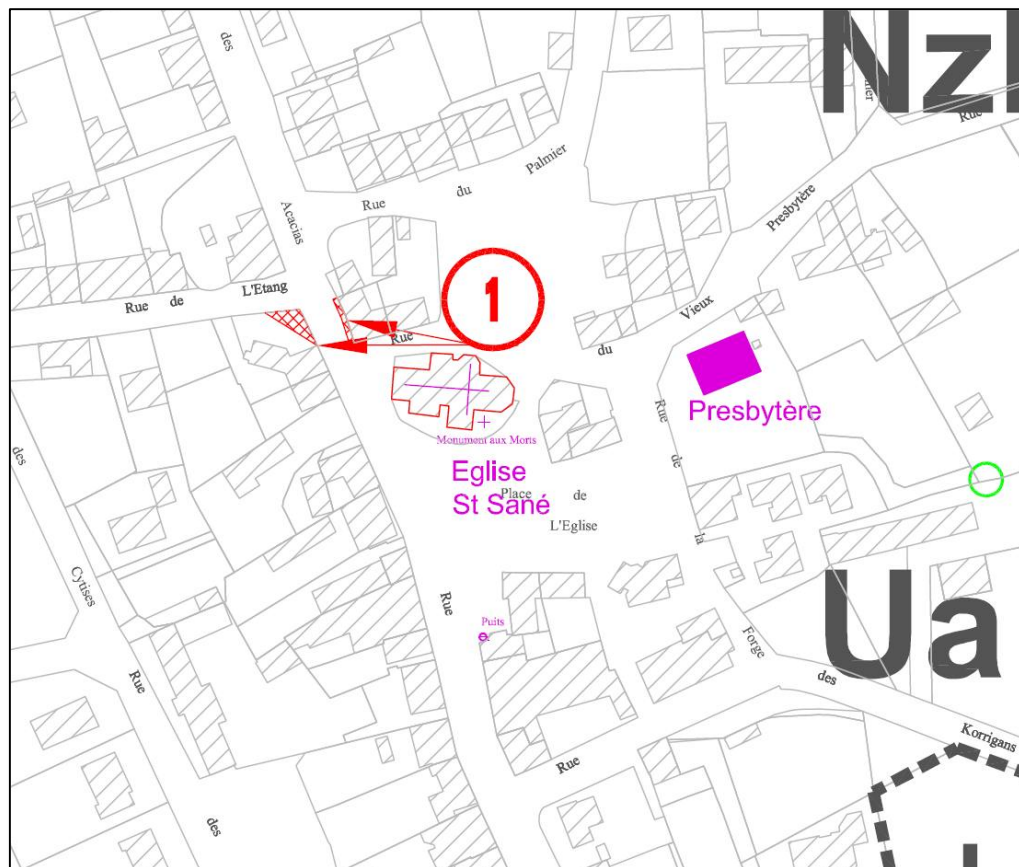 des
Nzh
Rue
Palmier
Rue
du
Presbytère
Acacias
L'Etang
Rue
de
1
Vieux
Rue
du
Presbytère
Rue
de
la
des
Monument aux Morts
Eglise
St Sané
Place
de
L'Eglise
Cytises
Rue
Puits
Ua
Forge
des
Rue
Korrigans
Rue
des